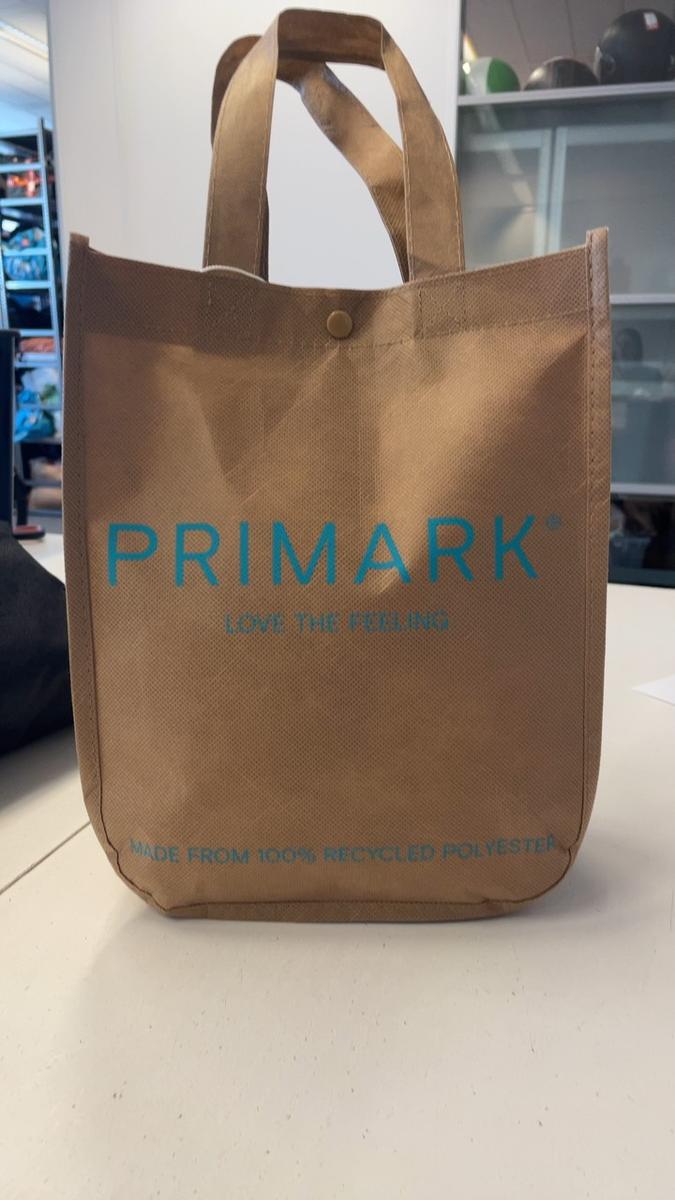 PRIMARK®
LOVE THE FEELING
MADE FROM 100% RECYCLED POLYESTER